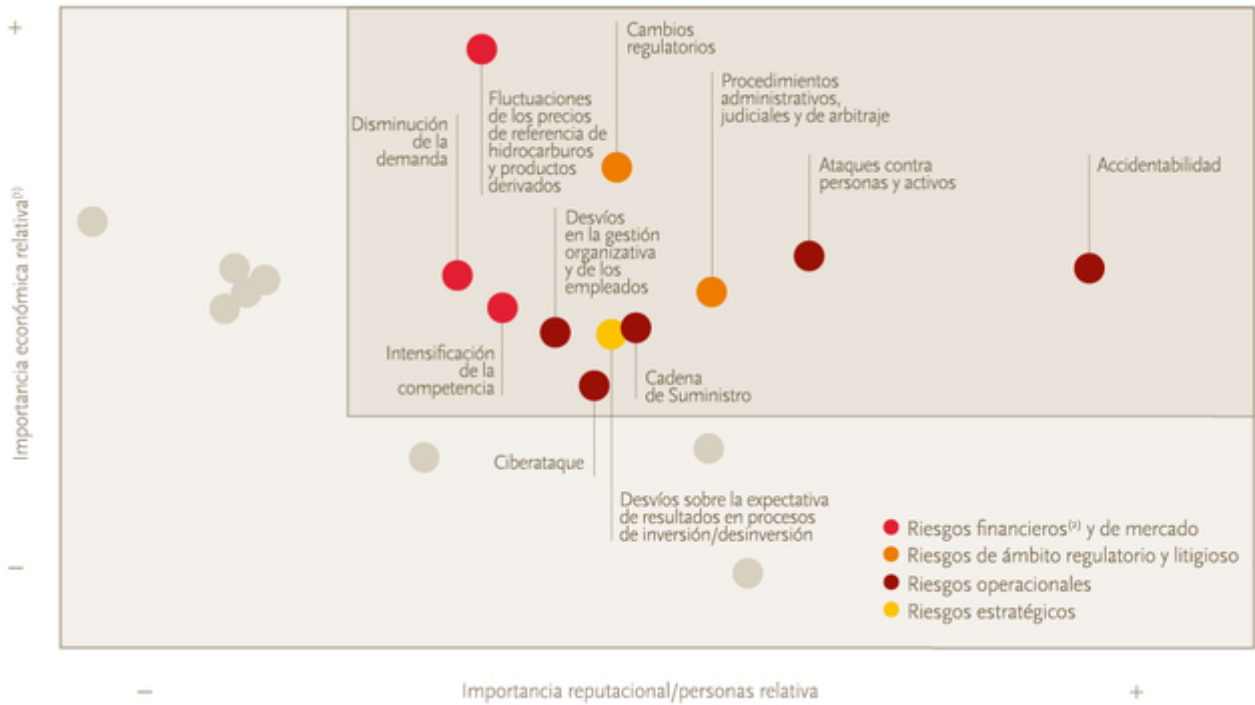 +
Importancia económica relativa(1)
–
Cambios
regulatorios
Procedimientos
administrativos,
judiciales y de arbitraje
Fluctuaciones
de los precios
de referencia de
hidrocarburos
y productos
derivados
Disminución
de la
demanda
Ataques contra
personas y activos
Accidentabilidad
Desvíos
en la gestión
organizativa
y de los
empleados
Intensificación
de la
competencia
Cadena
de Suministro
Ciberataque
Desvíos sobre la expectativa
de resultados en procesos
de inversión/desinversión
Riesgos financieros(2) y de mercado
Riesgos de ámbito regulatorio y litigioso
Riesgos operacionales
Riesgos estratégicos
–
Importancia reputacional/personas relativa
+